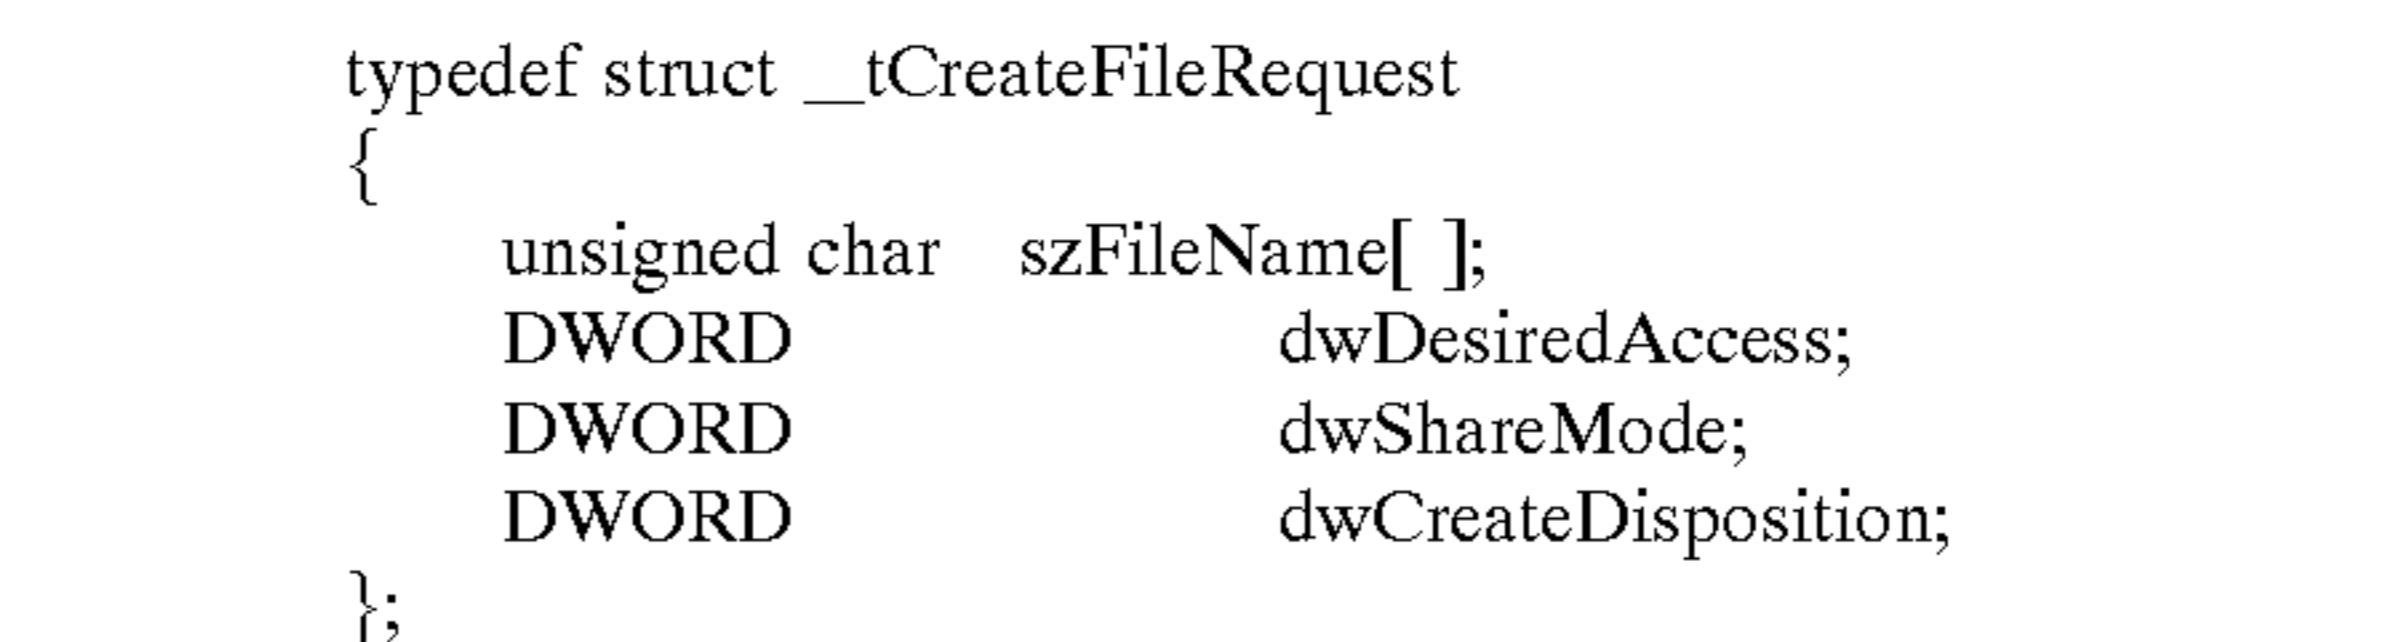 typedef struct __tCreateFileRequest
{
unsigned char szFileName[ ];
DWORD dwDesiredAccess;
DWORD dwShareMode;
DWORD dwCreateDisposition;
};